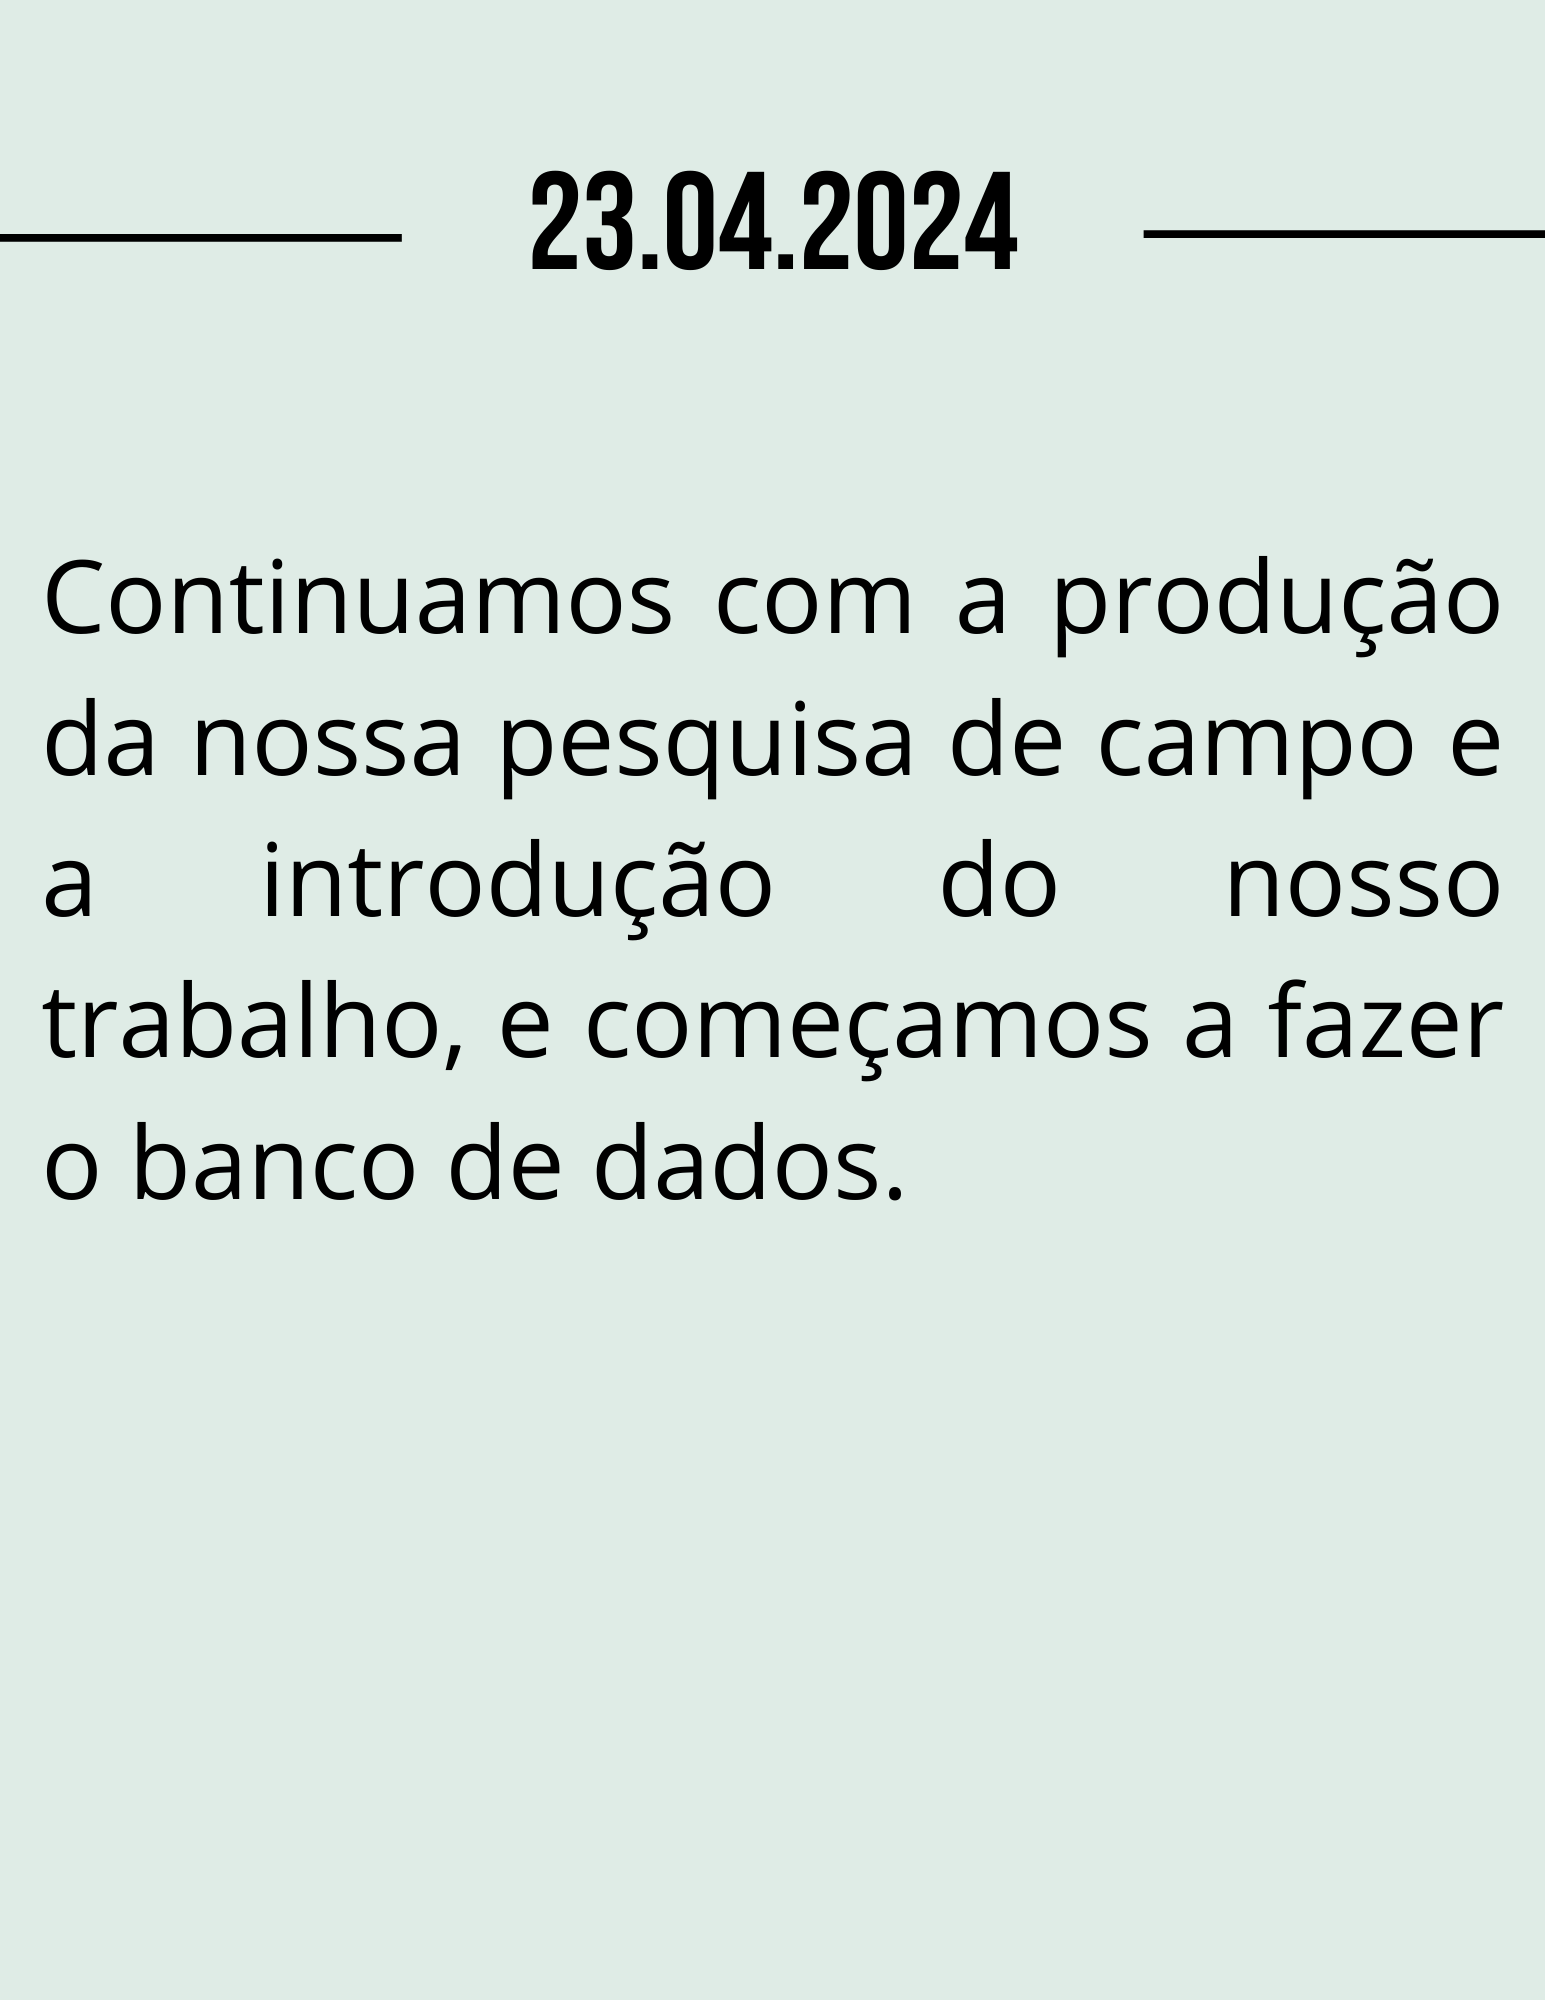 23.04.2024
Continuamos com a produção
da nossa pesquisa de campo e
a introdução do nosso
trabalho, e começamos a fazer
o banco de dados.